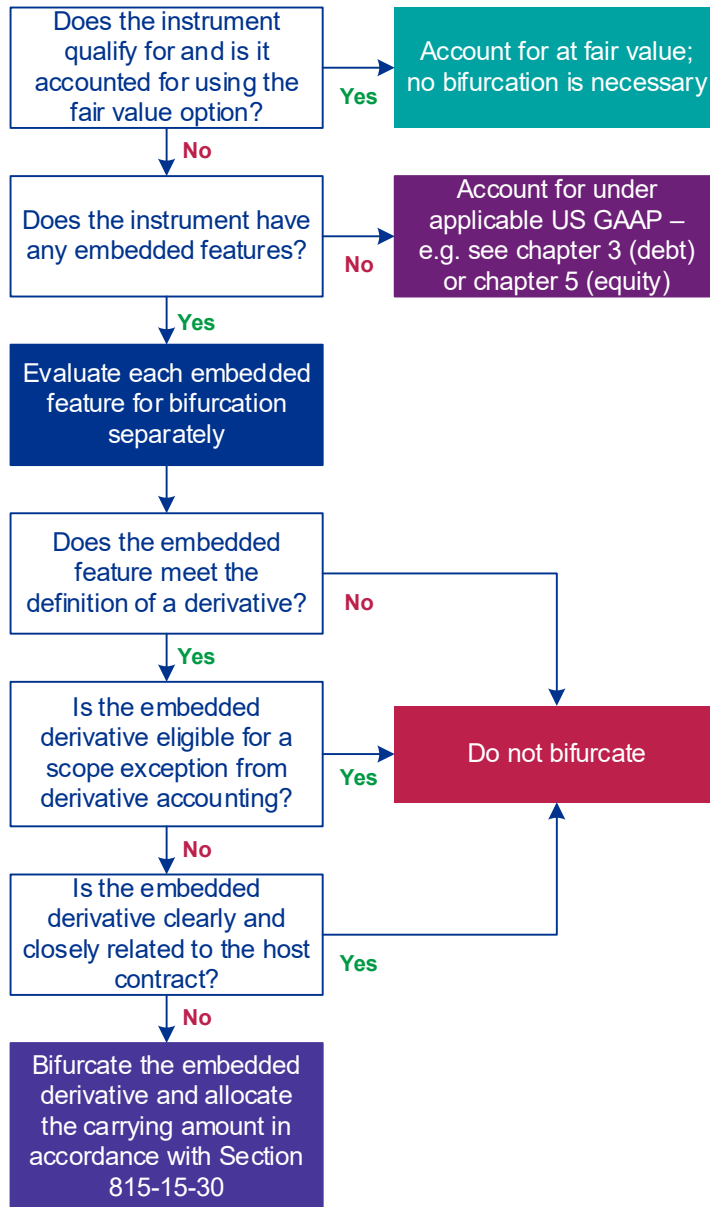 Does the instrument
qualify for and is it
accounted for using the
fair value option?
Yes
Account for at fair value;
no bifurcation is necessary
No
Does the instrument have
any embedded features?
No
Account for under
applicable US GAAP –
e.g. see chapter 3 (debt)
or chapter 5 (equity)
Yes
Evaluate each embedded
feature for bifurcation
separately
Does the embedded
feature meet the
definition of a derivative?
No
Yes
Is the embedded
derivative eligible for a
scope exception from
derivative accounting?
Yes
Do not bifurcate
No
Is the embedded
derivative clearly and
closely related to the host
contract?
Yes
No
Bifurcate the embedded
derivative and allocate
the carrying amount in
accordance with Section
815-15-30